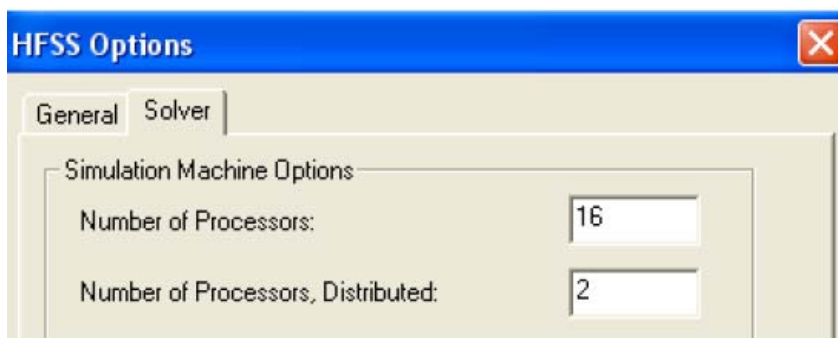 HFSS Options
General Solver
Simulation Machine Options
Number of Processors: 16
Number of Processors, Distributed: 2